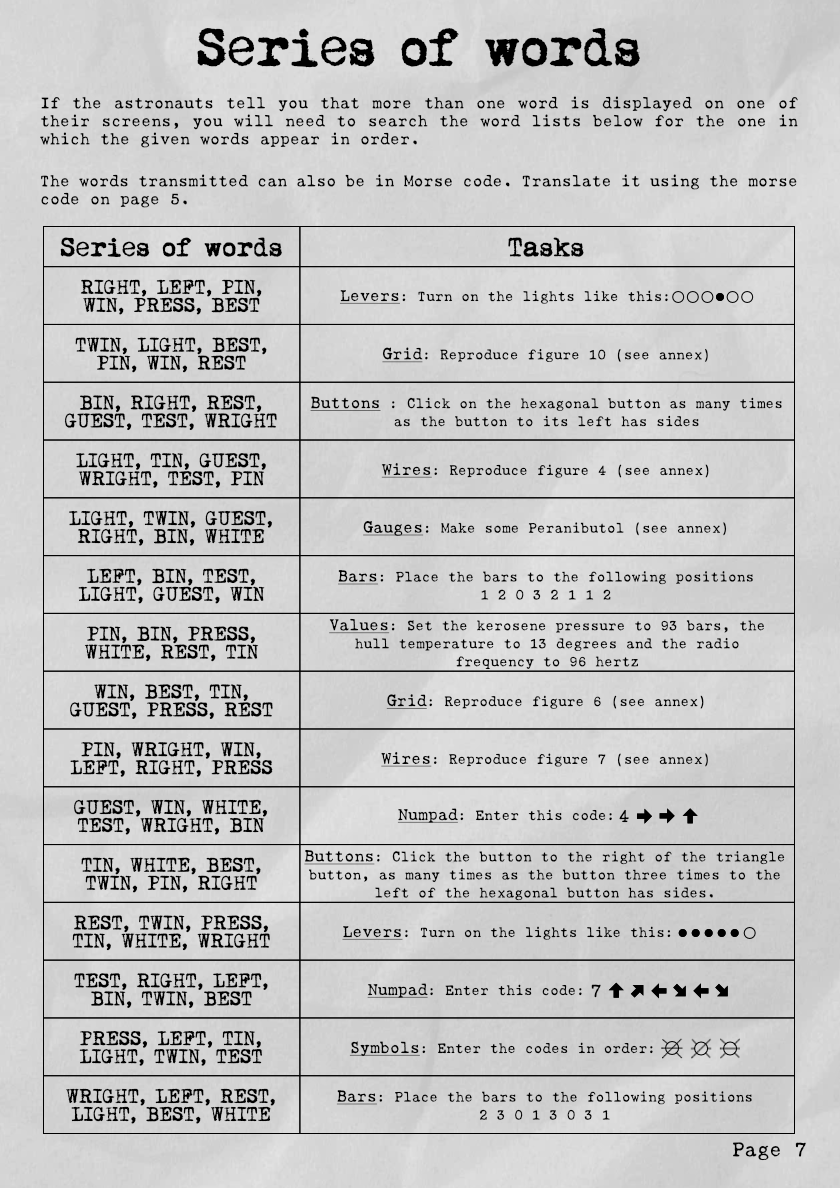 Series of words
If the astronauts tell you that more than one word is displayed on one of
their screens, you will need to search the word lists below for the one in
which the given words appear in order.
The words transmitted can also be in Morse code. Translate it using the morse
code on page 5.
Series of words
Tasks
RIGHT, LEFT, PIN,
WIN, PRESS, BEST
Levers: Turn on the lights like this:○○○●○○
TWIN, LIGHT, BEST,
PIN, WIN, REST
Grid: Reproduce figure 10 (see annex)
BIN, RIGHT, REST,
GUEST, TEST, WRIGHT
Buttons : Click on the hexagonal button as many times
as the button to its left has sides
LIGHT, TIN, GUEST,
WRIGHT, TEST, PIN
Wires: Reproduce figure 4 (see annex)
LIGHT, TWIN, GUEST,
RIGHT, BIN, WHITE
Gauges: Make some Peranibutol (see annex)
LEFT, BIN, TEST,
LIGHT, GUEST, WIN
Bars: Place the bars to the following positions
1 2 0 3 2 1 1 2
PIN, BIN, PRESS,
WHITE, REST, TIN
Values: Set the kerosene pressure to 93 bars, the
hull temperature to 13 degrees and the radio
frequency to 96 hertz
WIN, BEST, TIN,
GUEST, PRESS, REST
Grid: Reproduce figure 6 (see annex)
PIN, WRIGHT, WIN,
LEFT, RIGHT, PRESS
Wires: Reproduce figure 7 (see annex)
GUEST, WIN, WHITE,
TEST, WRIGHT, BIN
Numpad: Enter this code: 4 → → ↑
TIN, WHITE, BEST,
TWIN, PIN, RIGHT
Buttons: Click the button to the right of the triangle
button, as many times as the button three times to the
left of the hexagonal button has sides.
REST, TWIN, PRESS,
TIN, WHITE, WRIGHT
Levers: Turn on the lights like this: ●●●●●○
TEST, RIGHT, LEFT,
BIN, TWIN, BEST
Numpad: Enter this code: 7 ↑ ↗ ← ↘ ← ↘
PRESS, LEFT, TIN,
LIGHT, TWIN, TEST
Symbols: Enter the codes in order:
WRIGHT, LEFT, REST,
LIGHT, BEST, WHITE
Bars: Place the bars to the following positions
2 3 0 1 3 0 3 1
Page 7